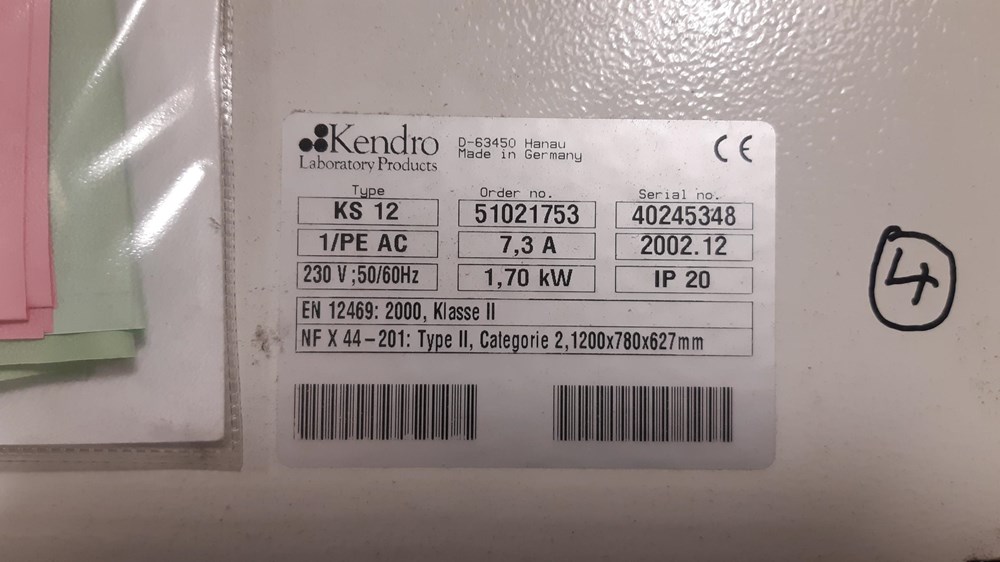 Kendro
Laboratory Products
D-63450 Hanau
Made in Germany
CE
Type Order no. Serial no.
KS 12 51021753 40245348
1/PE AC 7,3 A 2002.12
230 V ;50/60Hz 1,70 kW IP 20
EN 12469: 2000, Klasse II
NF X 44-201: Type II, Categorie 2,1200x780x627mm
4